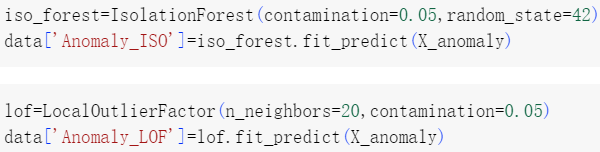 iso_forest=IsolationForest(contamination=0.05,random_state=42)
data['Anomaly_ISO']=iso_forest.fit_predict(X_anomaly)
lof=LocalOutlierFactor(n_neighbors=20,contamination=0.05)
data['Anomaly_LOF']=lof.fit_predict(X_anomaly)